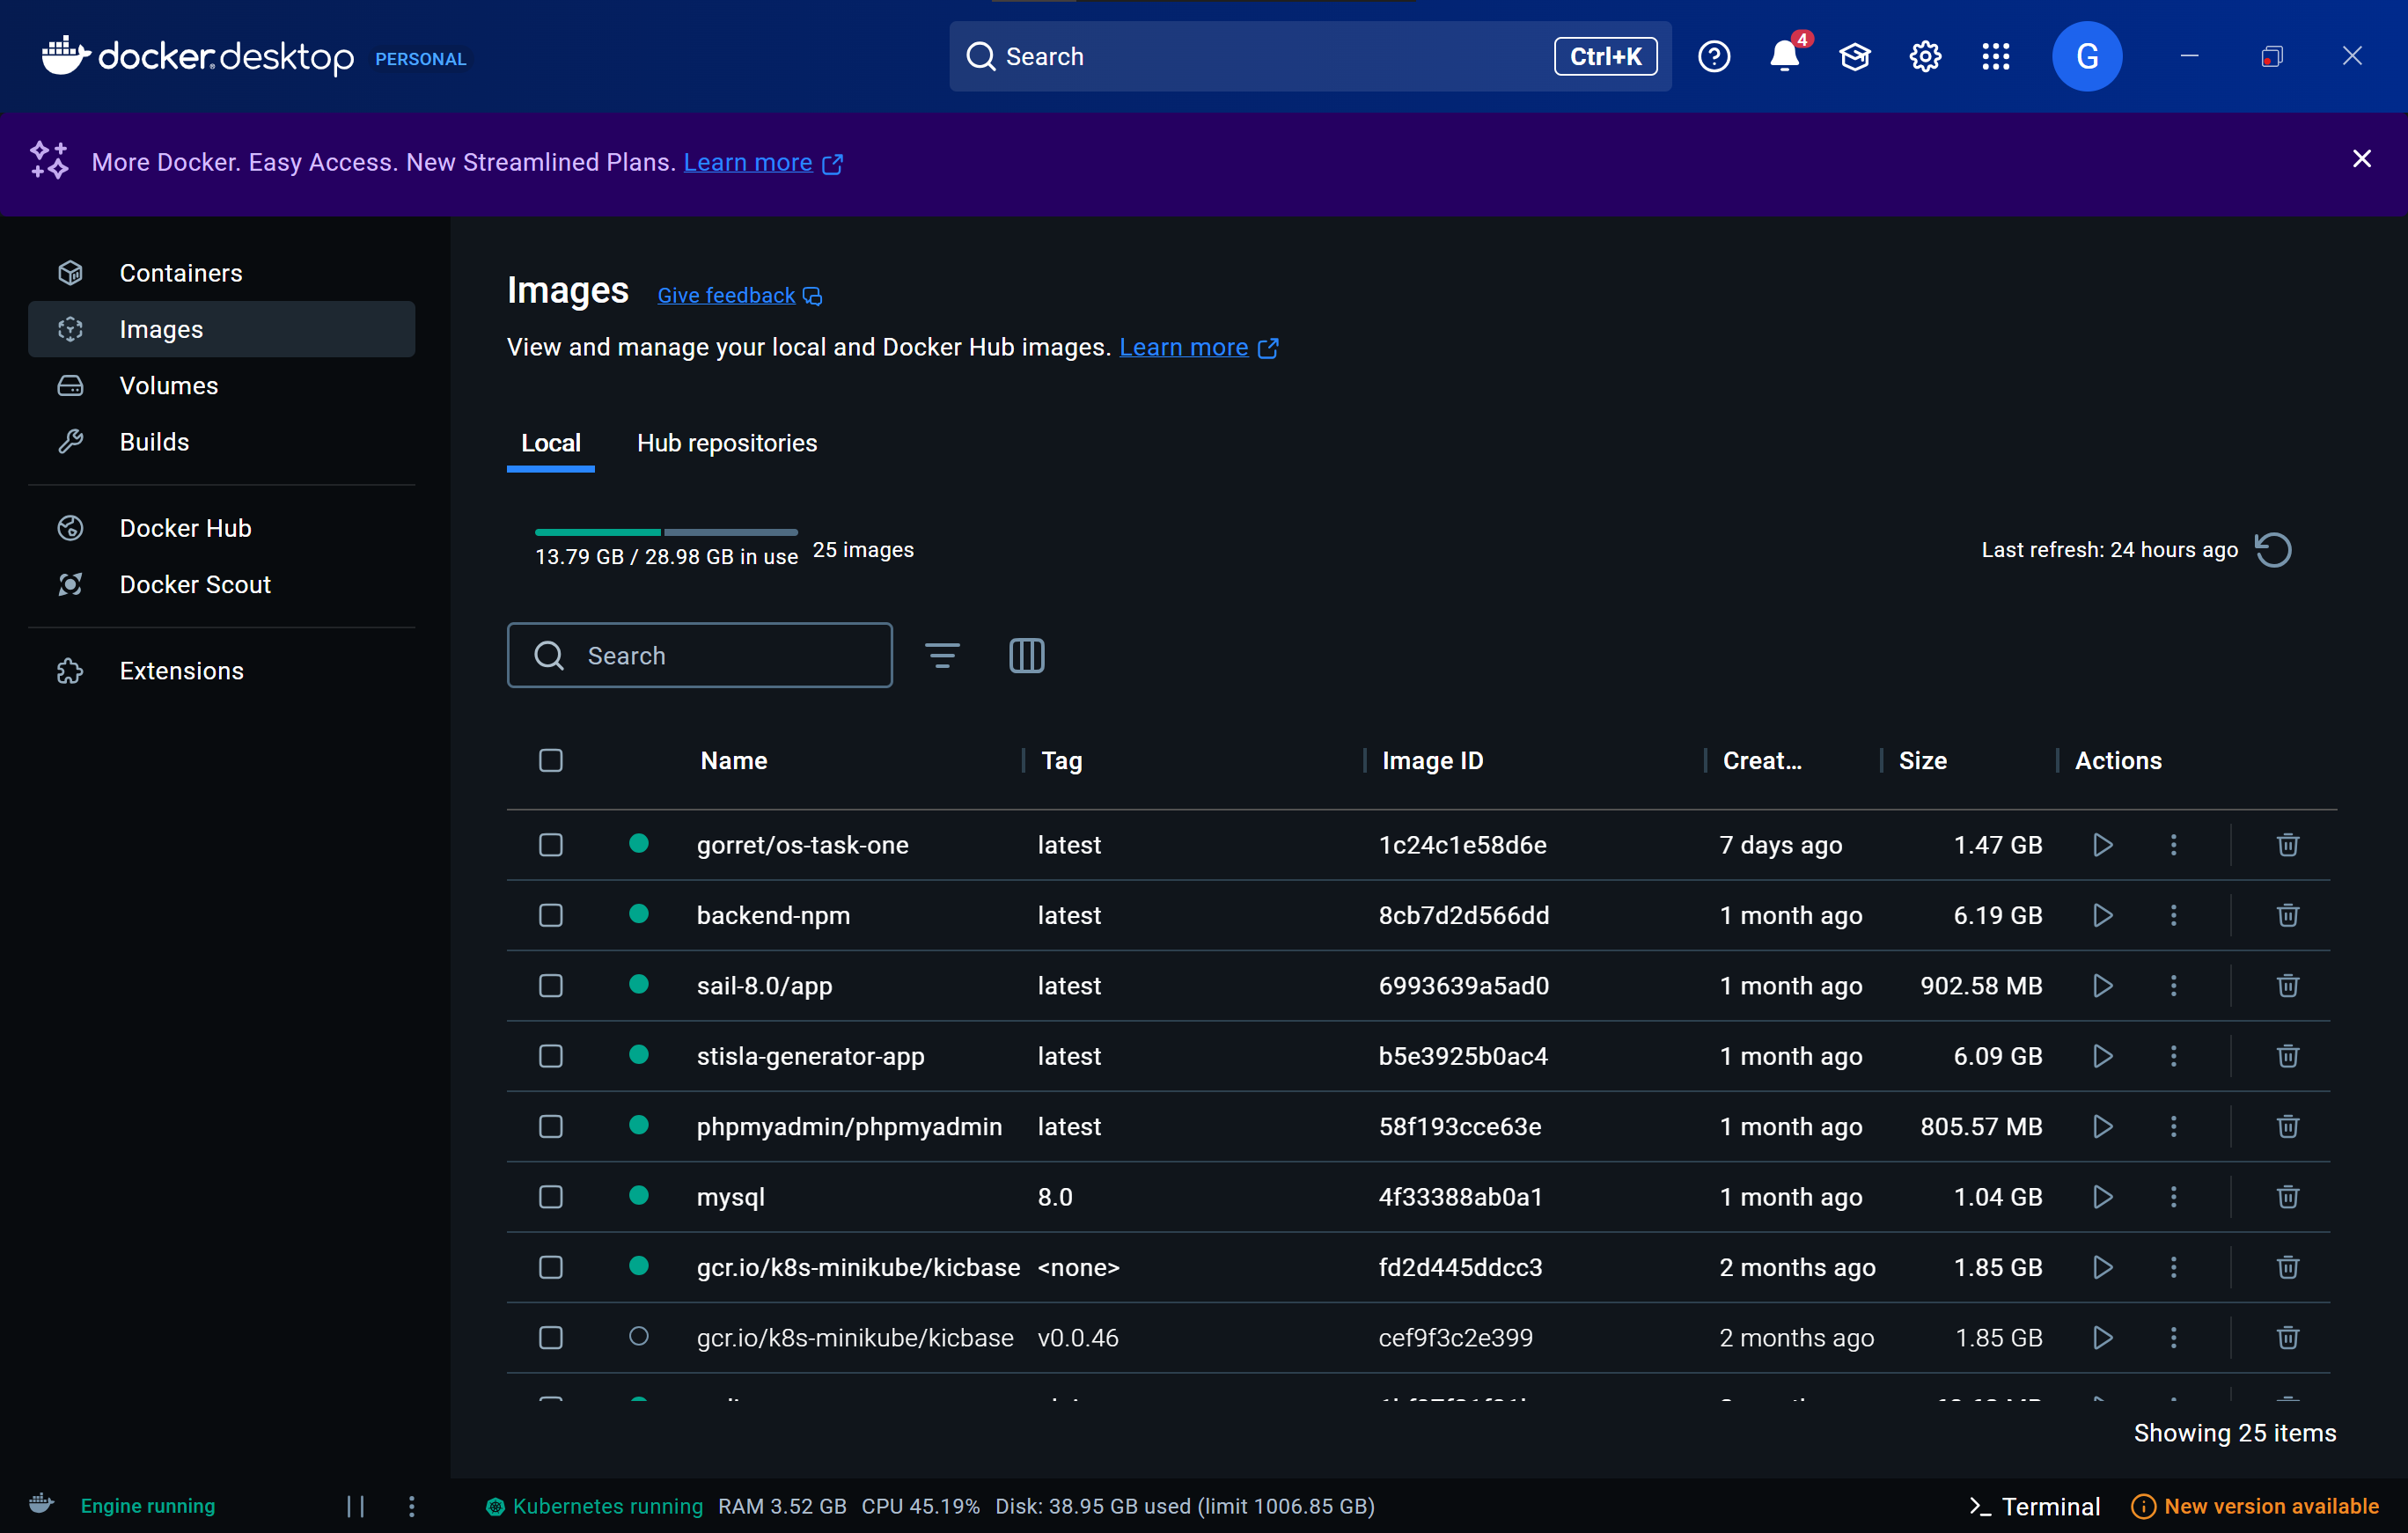 docker.desktop PERSONAL
Search
Ctrl+K
4
G
More Docker. Easy Access. New Streamlined Plans. Learn more
Containers
Images
Volumes
Builds
Docker Hub
Docker Scout
Extensions
Images Give feedback
View and manage your local and Docker Hub images. Learn more
Local Hub repositories
13.79 GB / 28.98 GB in use 25 images
Last refresh: 24 hours ago
Search
Name Tag Image ID Creat... Size Actions
gorret/os-task-one latest 1c24c1e58d6e 7 days ago 1.47 GB
backend-npm latest 8cb7d2d566dd 1 month ago 6.19 GB
sail-8.0/app latest 6993639a5ad0 1 month ago 902.58 MB
stisla-generator-app latest b5e3925b0ac4 1 month ago 6.09 GB
phpmyadmin/phpmyadmin latest 58f193cce63e 1 month ago 805.57 MB
mysql 8.0 4f33388ab0a1 1 month ago 1.04 GB
gcr.io/k8s-minikube/kicbase <none> fd2d445ddcc3 2 months ago 1.85 GB
gcr.io/k8s-minikube/kicbase v0.0.46 cef9f3c2e399 2 months ago 1.85 GB
Showing 25 items
Engine running
Kubernetes running RAM 3.52 GB CPU 45.19% Disk: 38.95 GB used (limit 1006.85 GB)
Terminal
New version available